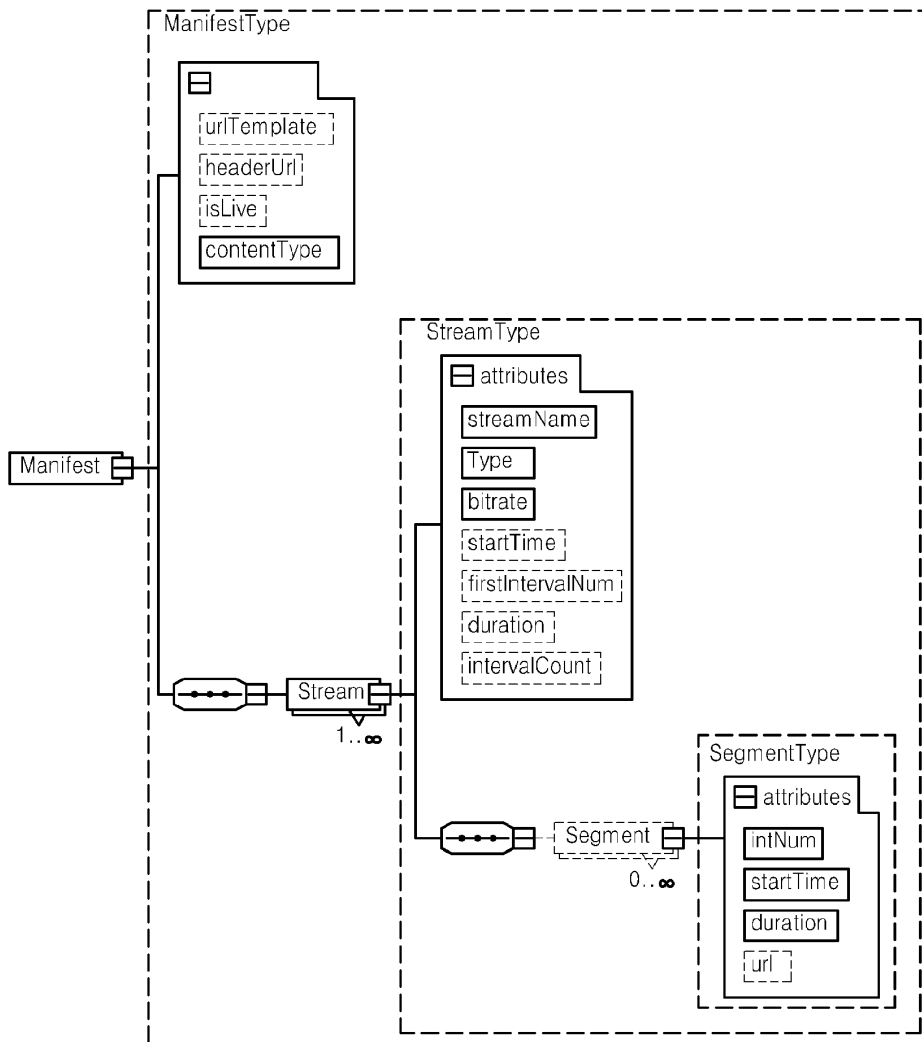 ManifestType
urlTemplate
headerUrl
isLive
contentType
StreamType
attributes
streamName
Type
bitrate
startTime
firstIntervalNum
duration
intervalCount
Manifest
Stream
1..∞
SegmentType
attributes
intNum
startTime
duration
url
Segment
0..∞